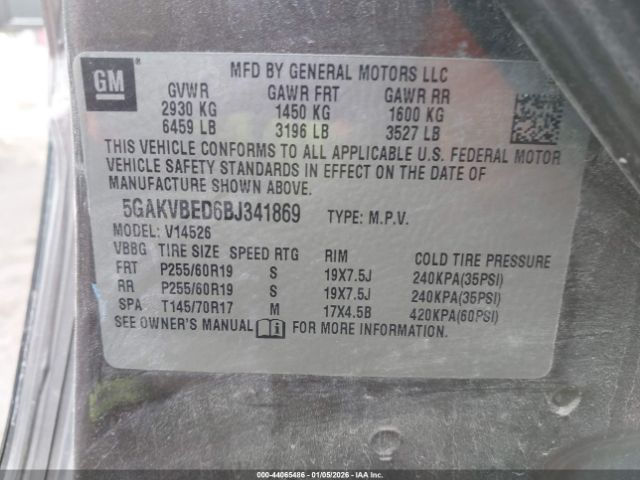 GM
MFD BY GENERAL MOTORS LLC
GVWR GAWR FRT GAWR RR
2930 KG 1450 KG 1600 KG
6459 LB 3196 LB 3527 LB
THIS VEHICLE CONFORMS TO ALL APPLICABLE U.S. FEDERAL MOTOR
VEHICLE SAFETY STANDARDS IN EFFECT ON THE DATE OF
MANUFACTURE SHOWN ABOVE.
5GAKVBED6BJ341869 TYPE: M.P.V.
MODEL: V14526
VBBG TIRE SIZE SPEED RTG RIM COLD TIRE PRESSURE
FRT P255/60R19 S 19X7.5J 240KPA(35PSI)
RR P255/60R19 S 19X7.5J 240KPA(35PSI)
SPA T145/70R17 M 17X4.5B 420KPA(60PSI)
SEE OWNER'S MANUAL i FOR MORE INFORMATION.
000-44065486 | 01/05/2026 | IAA Inc.